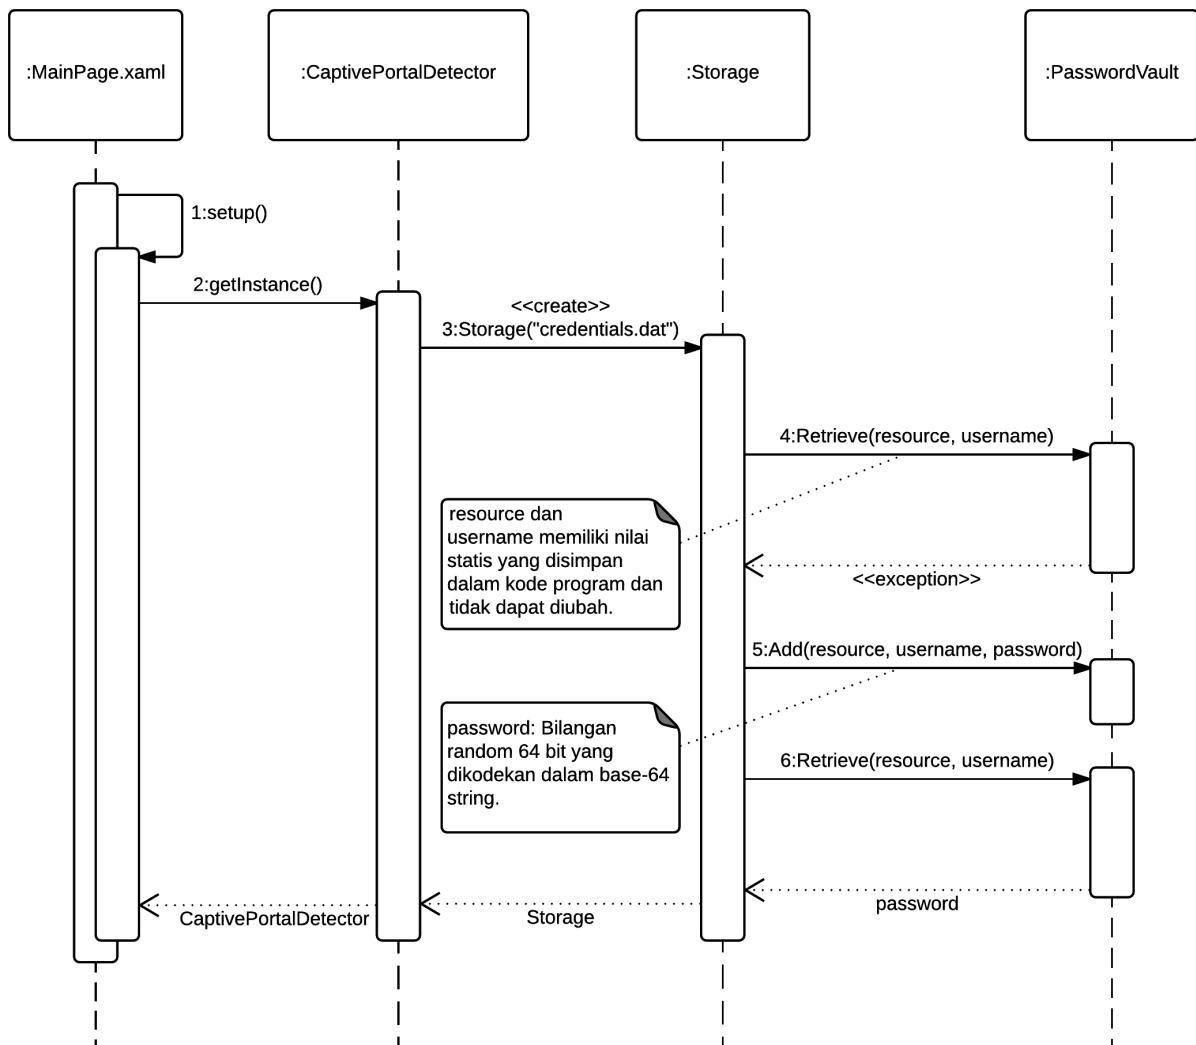 :MainPage.xaml
:CaptivePortalDetector
:Storage
:PasswordVault
1:setup()
2:getInstance()
<<create>>
3:Storage("credentials.dat")
4:Retrieve(resource, username)
resource dan
username memiliki nilai
statis yang disimpan
dalam kode program dan
tidak dapat diubah.
<<exception>>
5:Add(resource, username, password)
password: Bilangan
random 64 bit yang
dikodekan dalam base-64
string.
6:Retrieve(resource, username)
password
Storage
CaptivePortalDetector